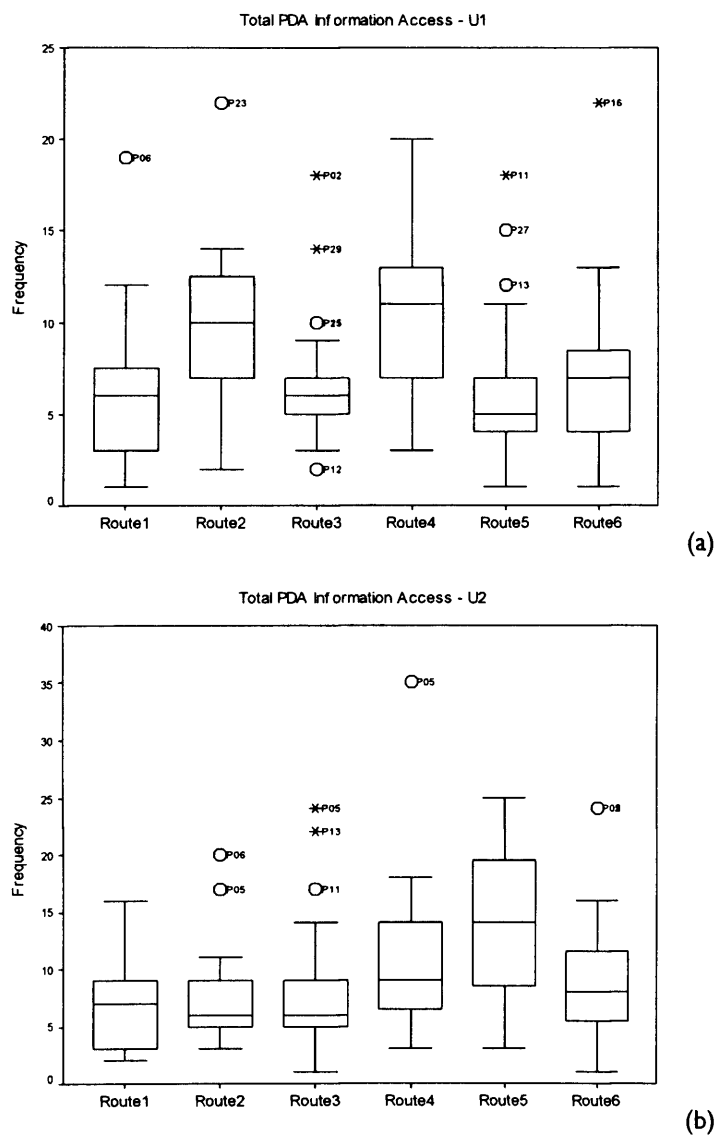 Total PDA Information Access - U1
25
20
15
10
5
0
Frequency
P06
P23
P02
P29
P25
P12
P11
P27
P13
P16
Route1 Route2 Route3 Route4 Route5 Route6
(a)
Total PDA Information Access - U2
40
35
30
25
20
15
10
5
0
Frequency
P05
P06
P05
P05
P13
P11
Route1 Route2 Route3 Route4 Route5 Route6
(b)